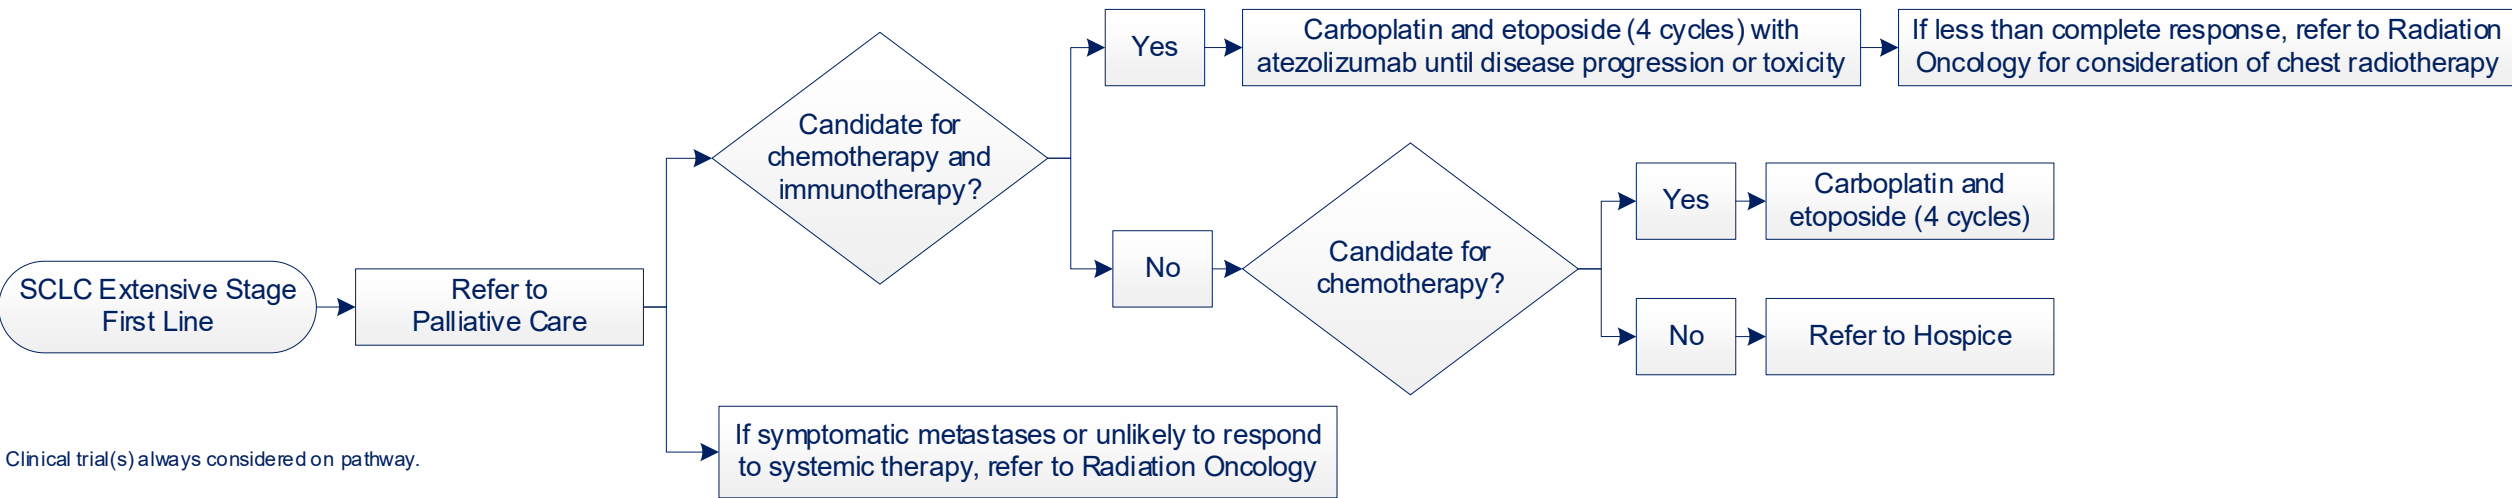 SCLC Extensive Stage
First Line
Refer to
Palliative Care
Candidate for
chemotherapy and
immunotherapy?
Yes
Carboplatin and etoposide (4 cycles) with
atezolizumab until disease progression or toxicity
If less than complete response, refer to Radiation
Oncology for consideration of chest radiotherapy
No
Candidate for
chemotherapy?
Yes
Carboplatin and
etoposide (4 cycles)
No
Refer to Hospice
If symptomatic metastases or unlikely to respond
to systemic therapy, refer to Radiation Oncology
Clinical trial(s) always considered on pathway.